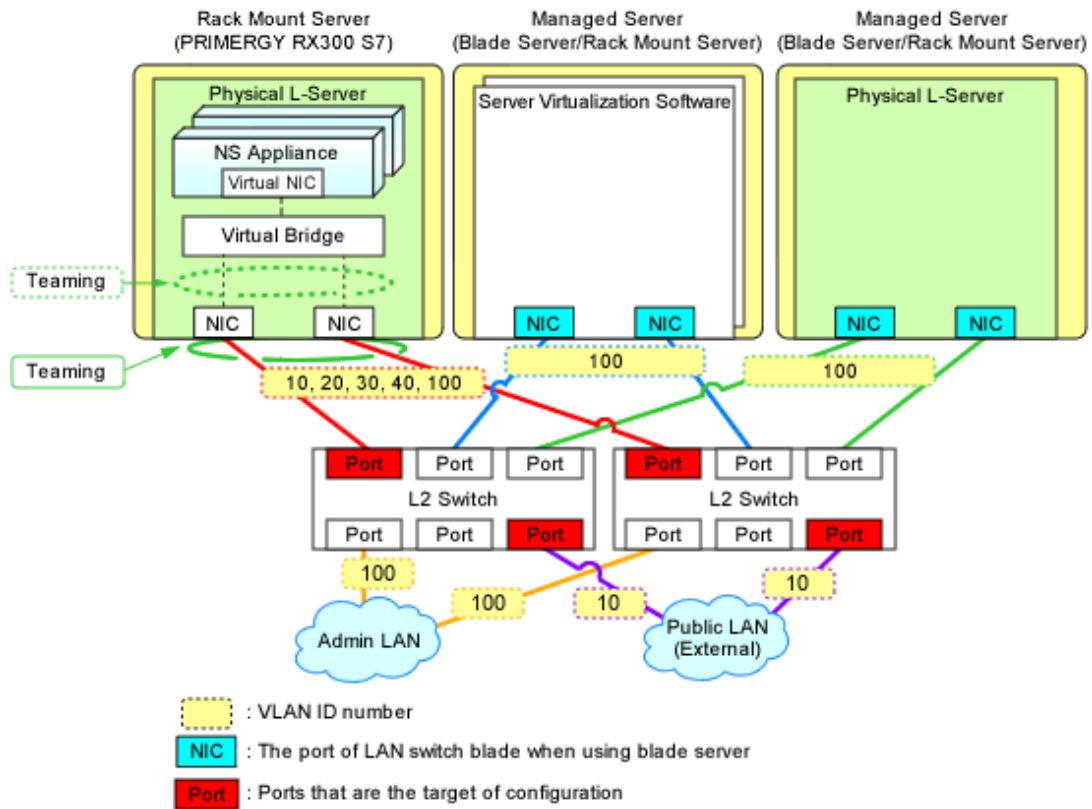 Rack Mount Server
(PRIMERGY RX300 S7)
Managed Server
(Blade Server/Rack Mount Server)
Managed Server
(Blade Server/Rack Mount Server)
Physical L-Server
NS Appliance
Virtual NIC
Virtual Bridge
Teaming
NIC
NIC
Teaming
Server Virtualization Software
NIC
NIC
Physical L-Server
NIC
NIC
10, 20, 30, 40, 100
100
100
Port
Port
Port
L2 Switch
Port
Port
Port
Port
Port
Port
L2 Switch
Port
Port
Port
100
100
10
10
Admin LAN
Public LAN
(External)
: VLAN ID number
NIC : The port of LAN switch blade when using blade server
Port : Ports that are the target of configuration